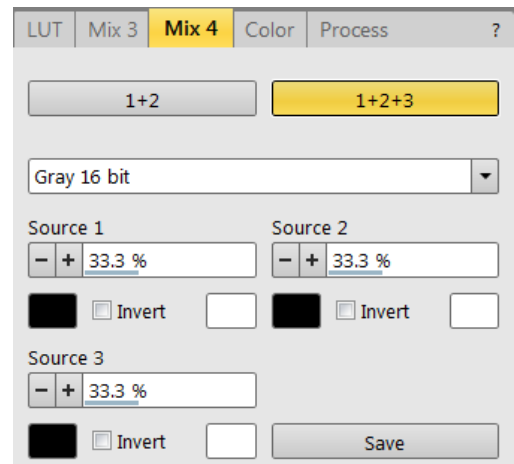 LUT Mix 3 Mix 4 Color Process ?
1+2 1+2+3
Gray 16 bit
Source 1 Source 2
− + 33.3 % − + 33.3 %
Invert Invert
Source 3
− + 33.3 %
Invert Save